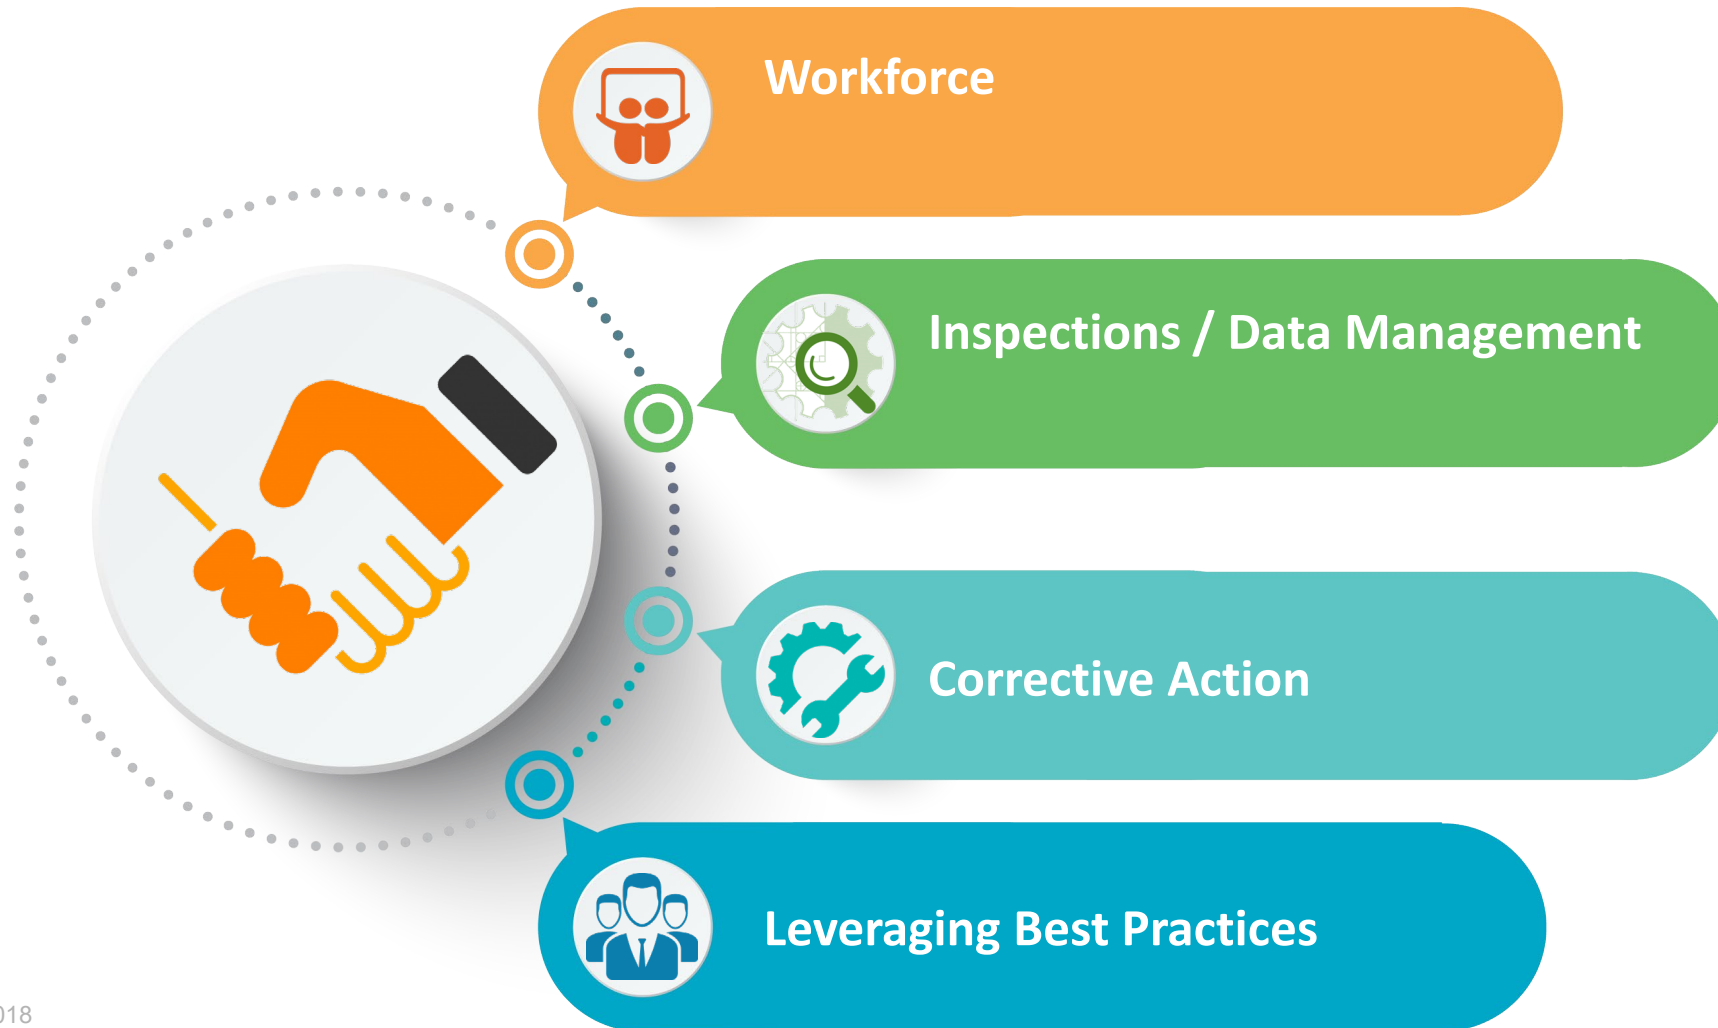 Workforce
Inspections / Data Management
Corrective Action
Leveraging Best Practices
018